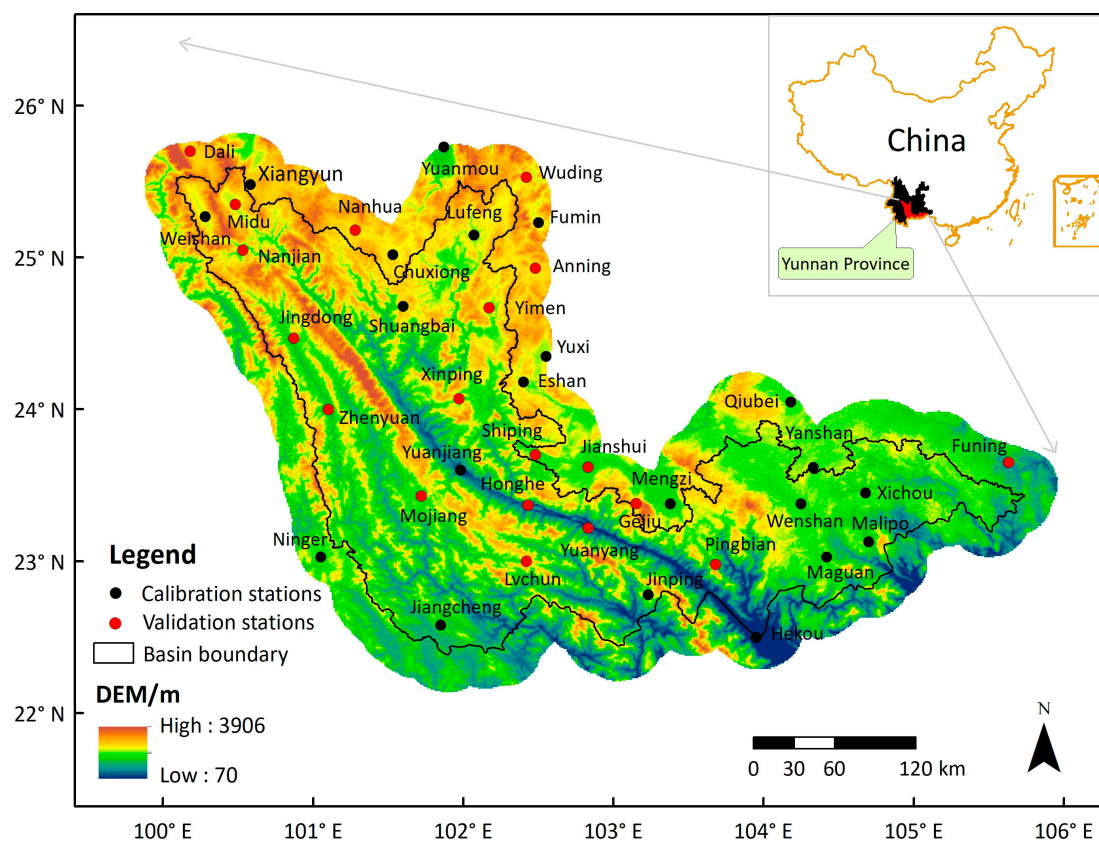 26° N
25° N
24° N
23° N
22° N
China
Yunnan Province
Dali
Xiangyun
Yuanmou
Wuding
Midu
Nanhua
Lufeng
Fumin
Weishan
Nanjian
Chuxiong
Anning
Jingdong
Shuangbai
Yimen
Yuxi
Xinping
Eshan
Zhenyuan
Qiubei
Shiping
Jianshui
Yanshan
Funing
Yuanjiang
Honghe
Mengzi
Xichou
Mojiang
Gejiu
Wenshan
Malipo
Ninger
Yuanyang
Pingbian
Lvchun
Jinping
Maguan
Jiangcheng
Hekou
Legend
Calibration stations
Validation stations
Basin boundary
DEM/m
High : 3906
Low : 70
N
0 30 60 120 km
100° E 101° E 102° E 103° E 104° E 105° E 106° E